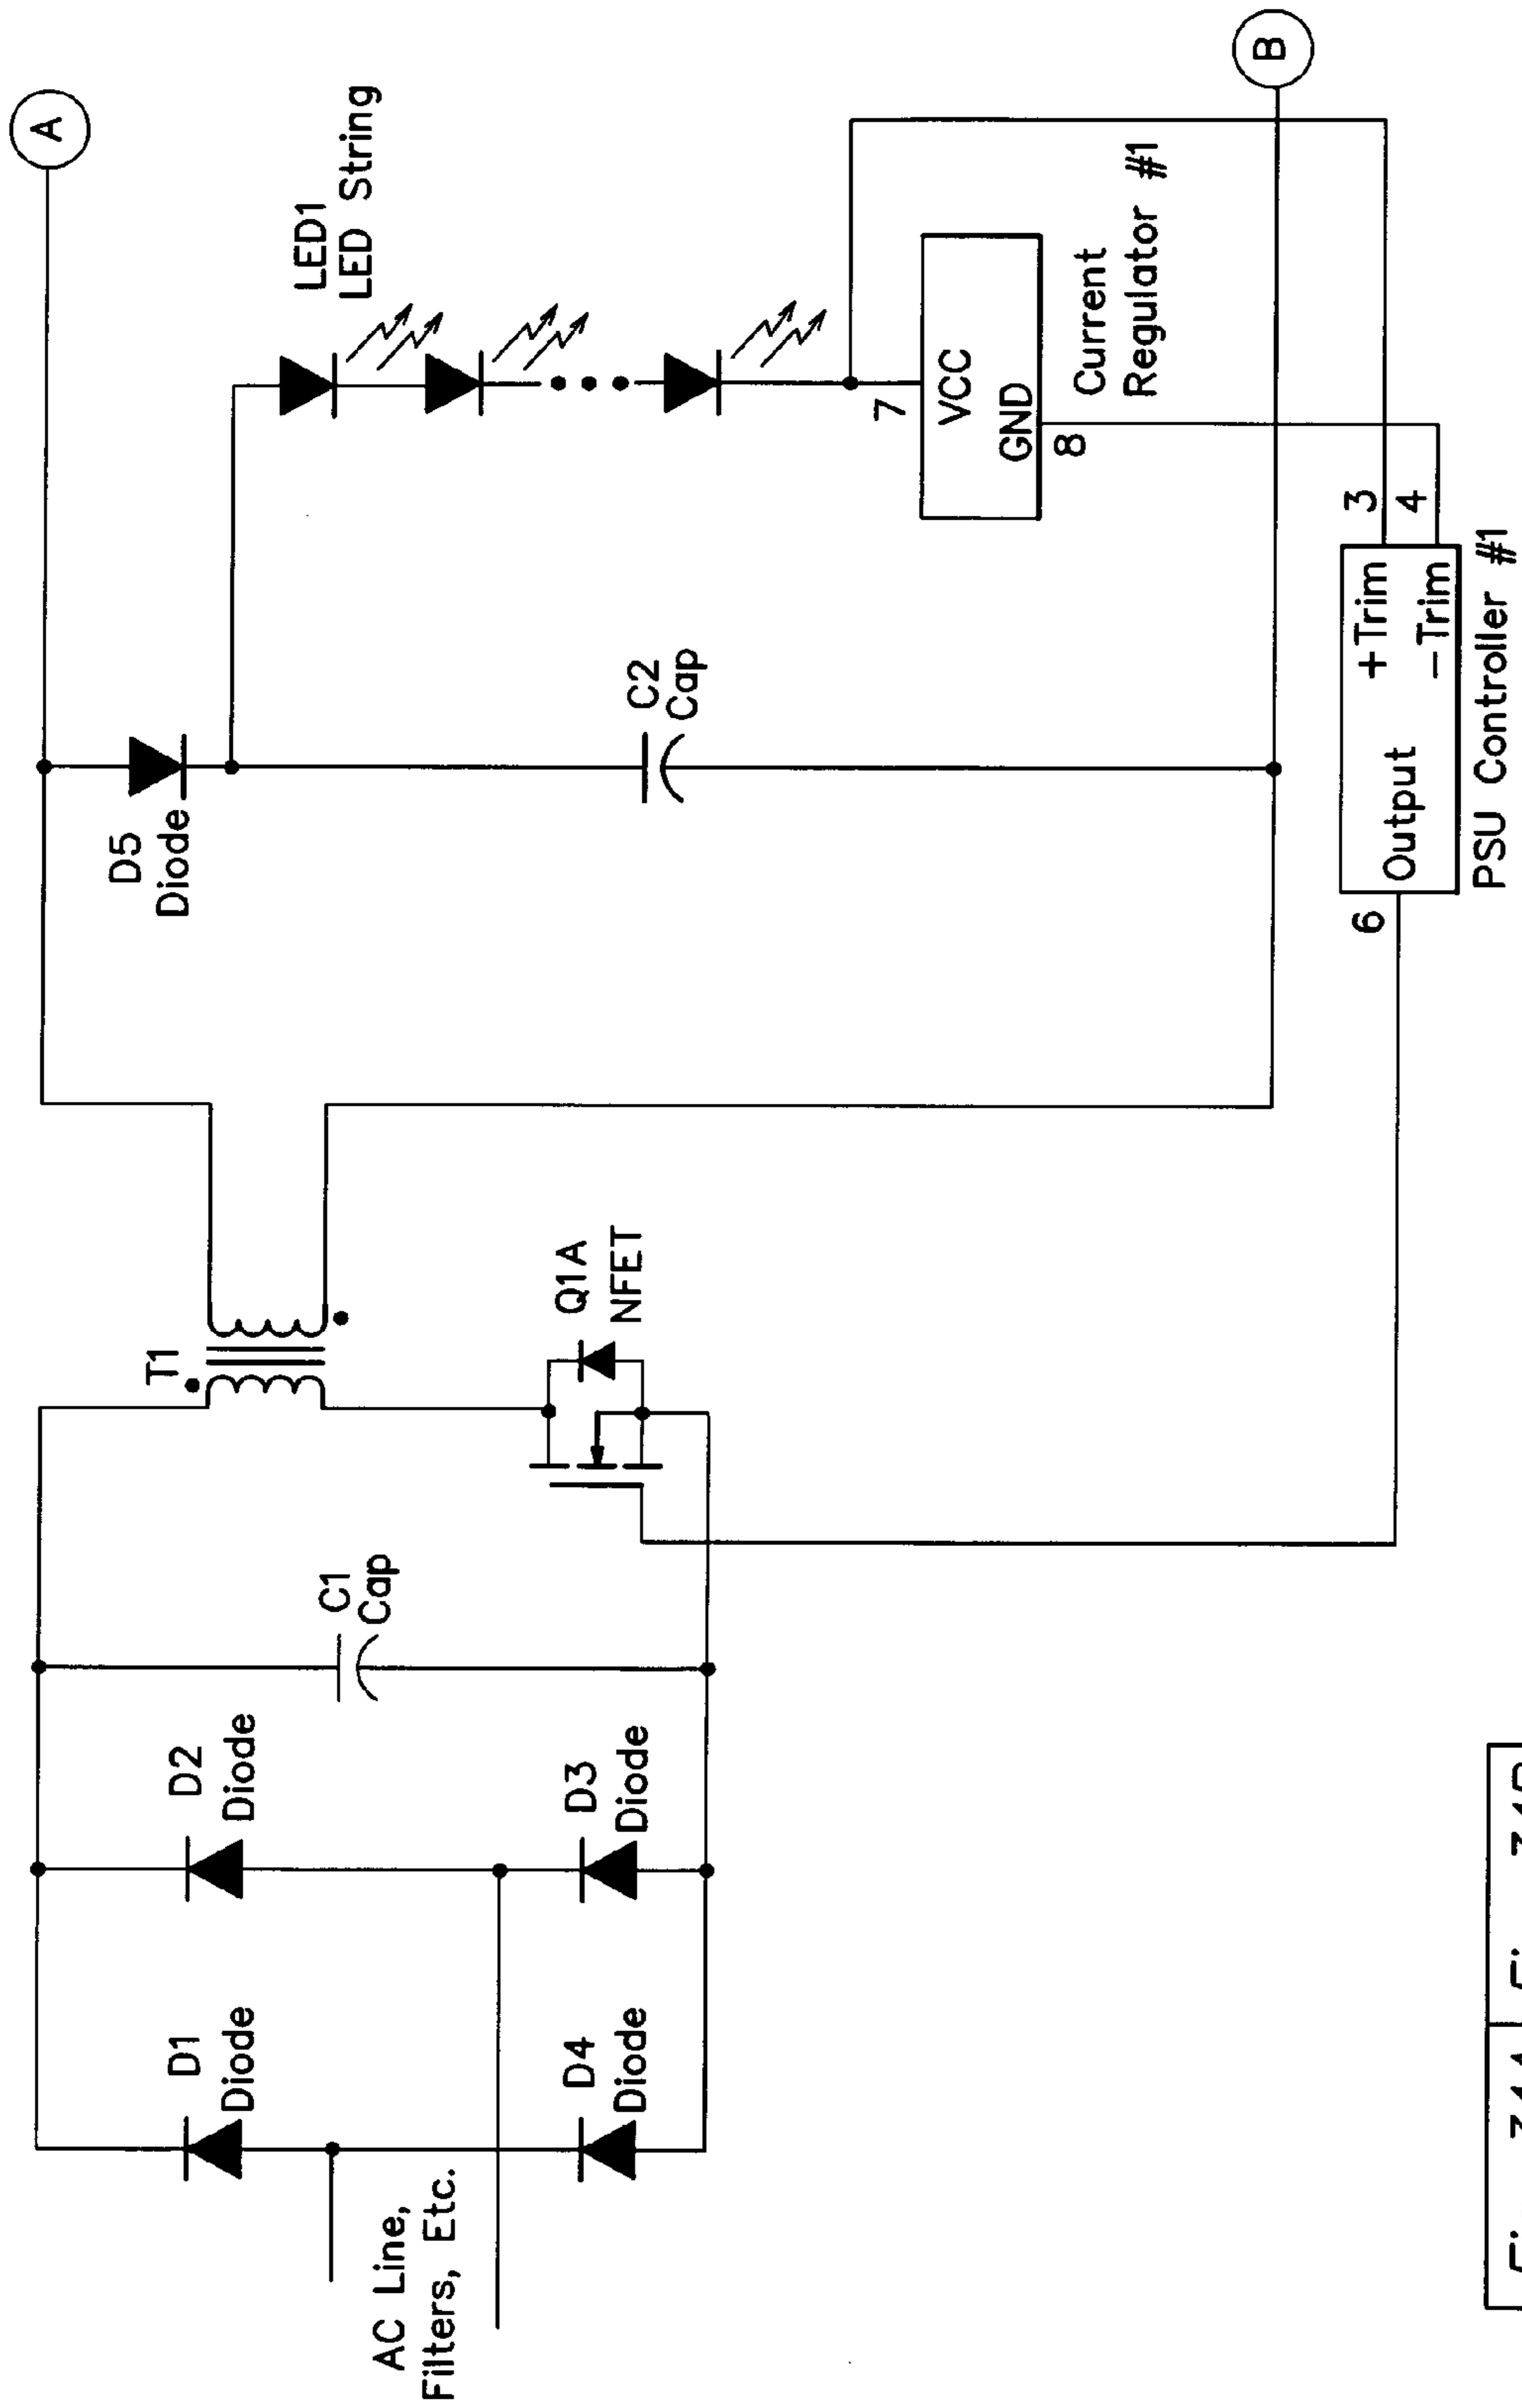 A
B
LED1
LED String
D5
Diode
C2
Cap
7
VCC
GND
8
Current
Regulator #1
3
4
+Trim
-Trim
Output
6
PSU Controller #1
T1
Q1A
NFET
C1
Cap
D2
Diode
D3
Diode
D1
Diode
D4
Diode
AC Line,
Filters, Etc.